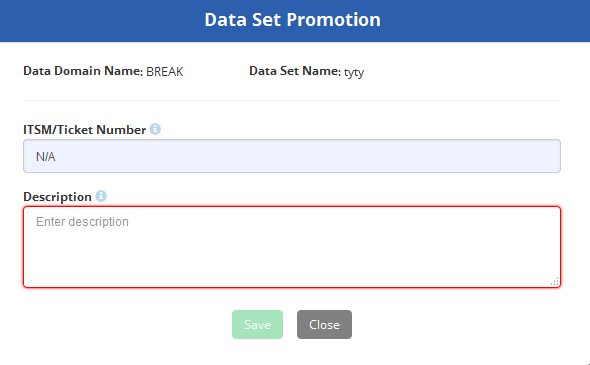 Data Set Promotion
Data Domain Name: BREAK Data Set Name: tyty
ITSM/Ticket Number
N/A
Description
Enter description
Save Close